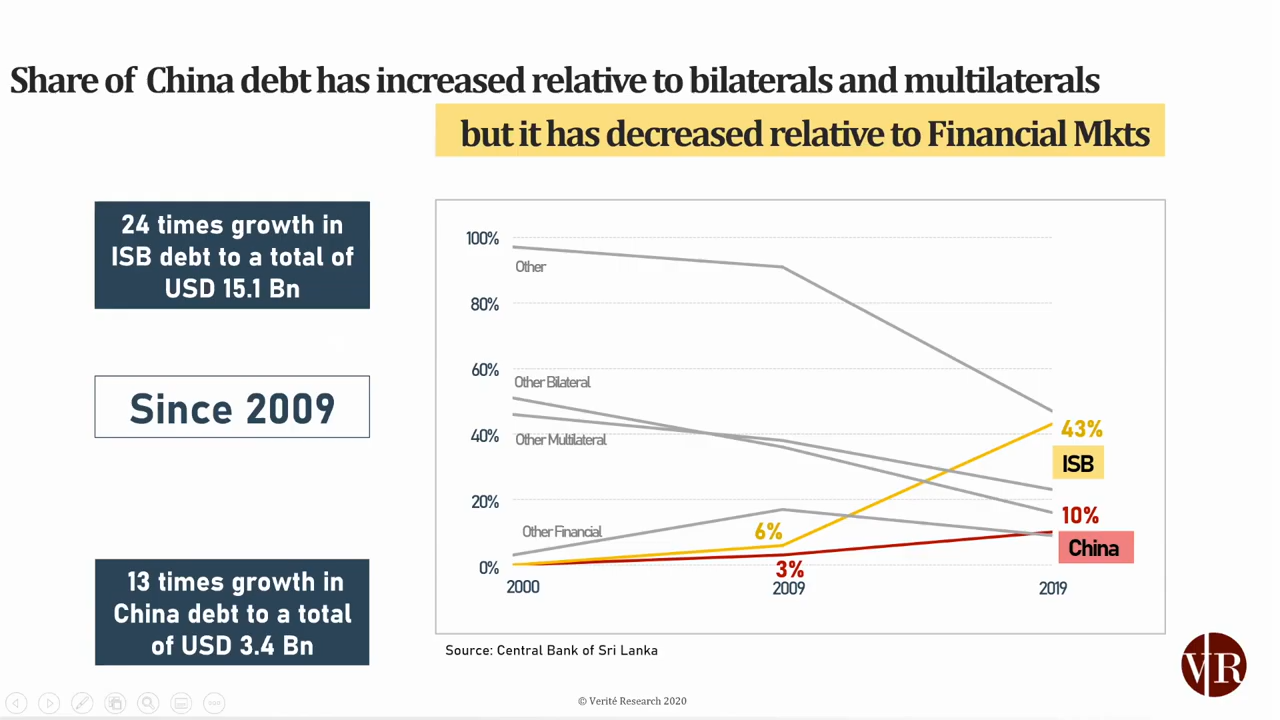 Share of China debt has increased relative to bilaterals and multilaterals
but it has decreased relative to Financial Mkts
24 times growth in
ISB debt to a total of
USD 15.1 Bn
Since 2009
13 times growth in
China debt to a total
of USD 3.4 Bn
100%
Other
80%
60%
Other Bilateral
40%
Other Multilateral
43%
ISB
20%
Other Financial
6%
10%
China
0%
3%
2000
2009
2019
Source: Central Bank of Sri Lanka
VR
© Verité Research 2020